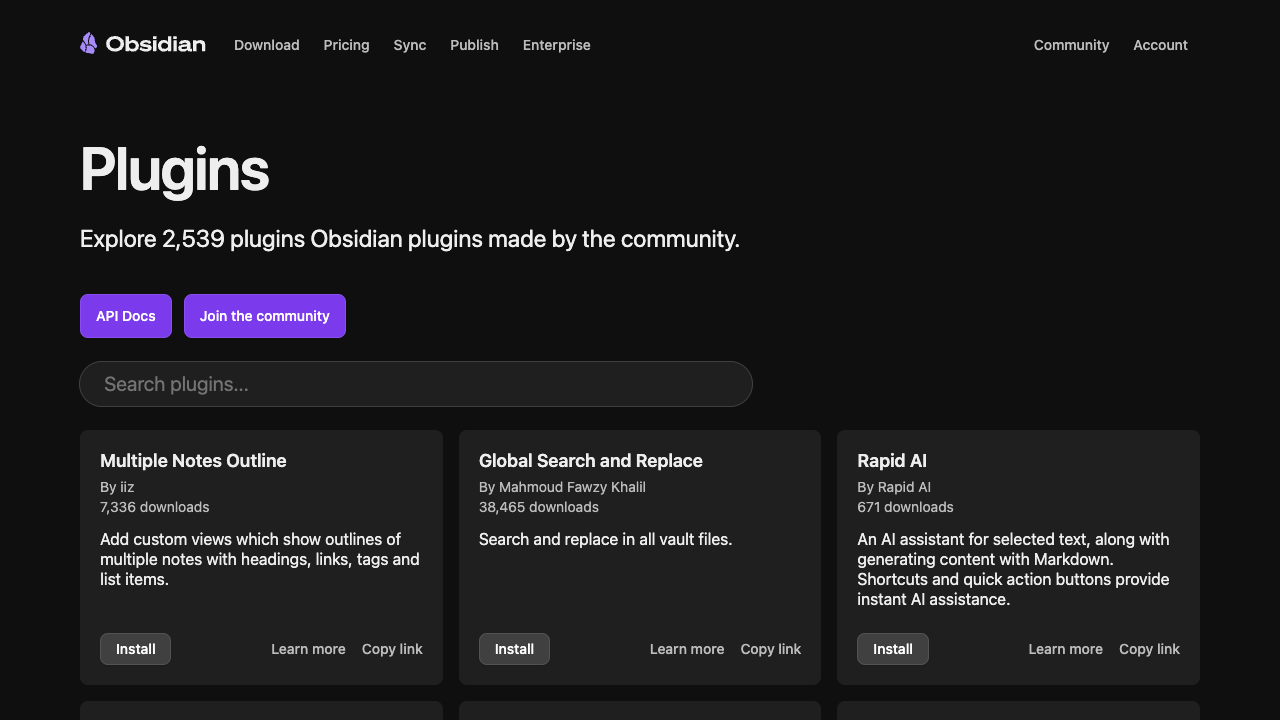 Obsidian Download Pricing Sync Publish Enterprise Community Account
Plugins
Explore 2,539 plugins Obsidian plugins made by the community.
API Docs Join the community
Search plugins...
Multiple Notes Outline
By iiz
7,336 downloads
Add custom views which show outlines of
multiple notes with headings, links, tags and
list items.
Install Learn more Copy link
Global Search and Replace
By Mahmoud Fawzy Khalil
38,465 downloads
Search and replace in all vault files.
Install Learn more Copy link
Rapid AI
By Rapid AI
671 downloads
An AI assistant for selected text, along with
generating content with Markdown.
Shortcuts and quick action buttons provide
instant AI assistance.
Install Learn more Copy link